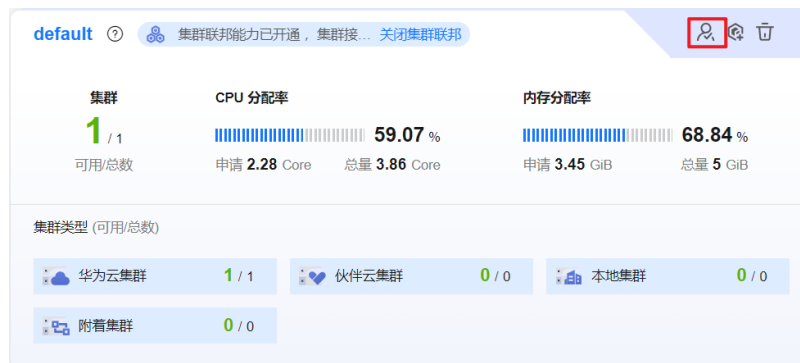 default ? 集群联邦能力已开通，集群接... 关闭集群联邦
集群 CPU 分配率 内存分配率
1 / 1 59.07 % 68.84 %
可用/总数 申请 2.28 Core 总量 3.86 Core 申请 3.45 GiB 总量 5 GiB
集群类型 (可用/总数)
华为云集群 1 / 1 伙伴云集群 0 / 0 本地集群 0 / 0
附着集群 0 / 0